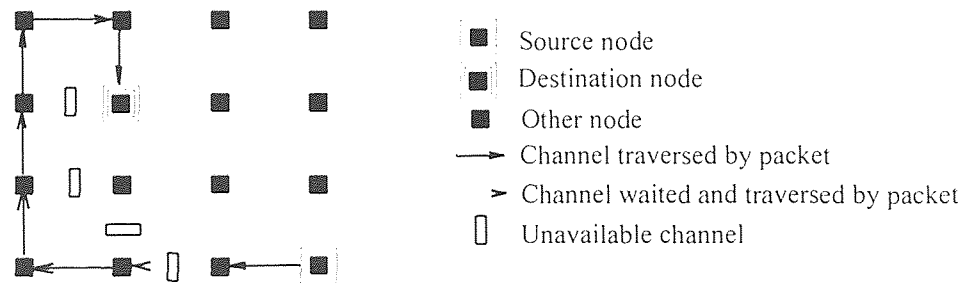 Source node
Destination node
Other node
Channel traversed by packet
Channel waited and traversed by packet
Unavailable channel